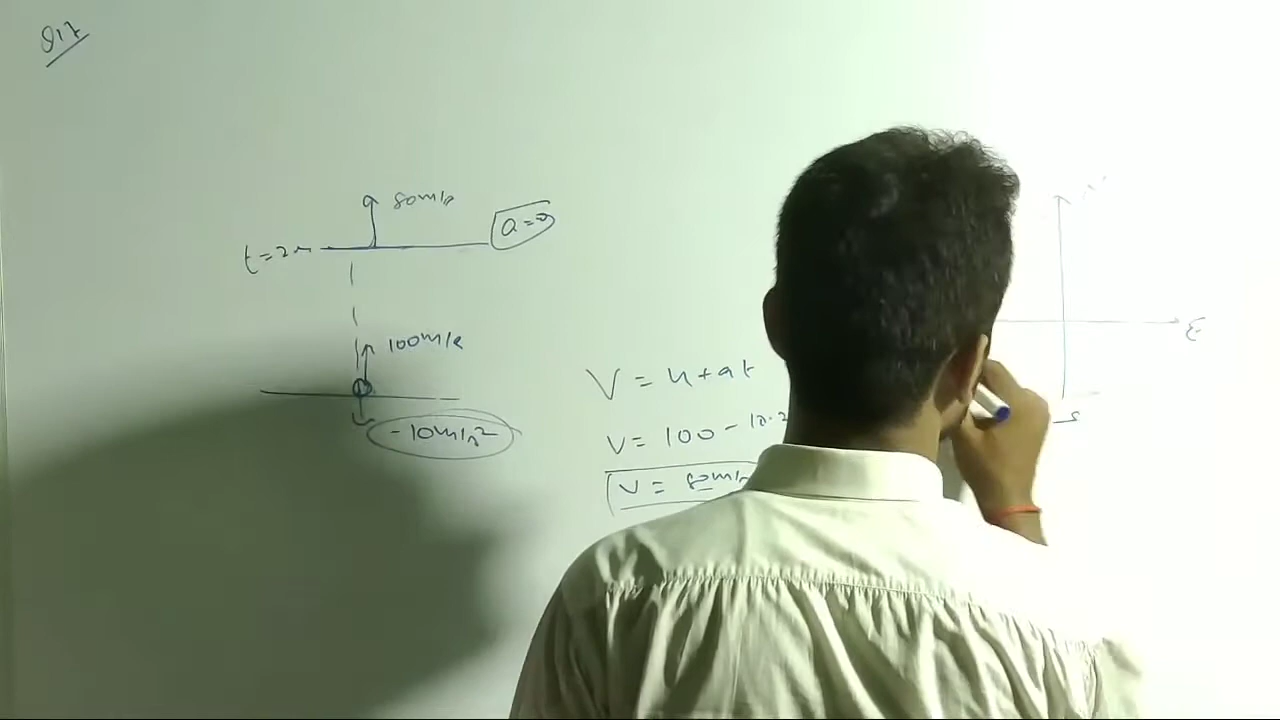 Q17
80m/s
a=0
t=2s
100m/s
-10m/s²
V = u+at
V= 100 - 10.2
V = 80m/s
t